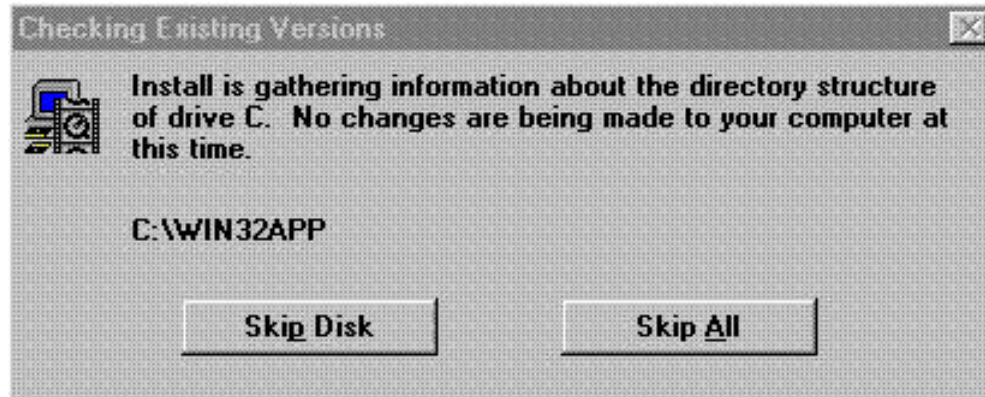 Checking Existing Versions
Install is gathering information about the directory structure
of drive C.  No changes are being made to your computer at
this time.
C:\WIN32APP
Skip Disk
Skip All